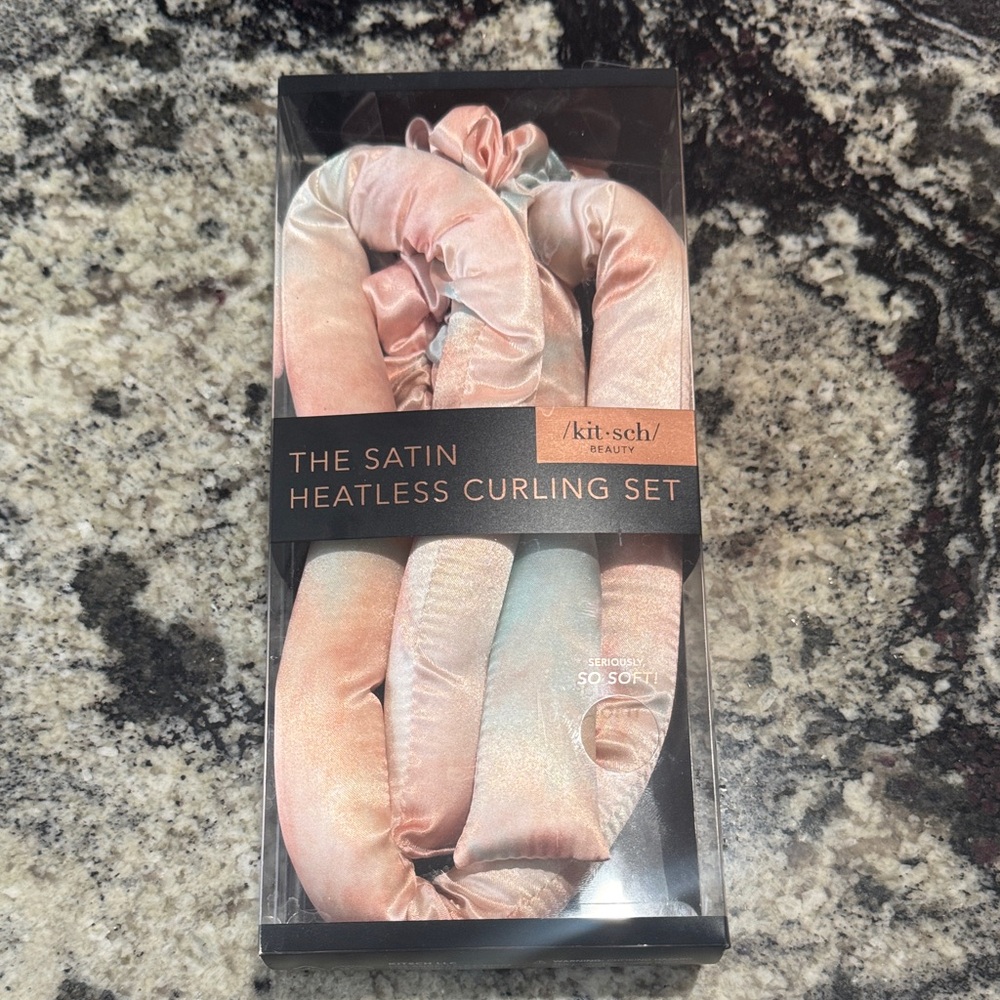 /kit·sch/
BEAUTY
THE SATIN
HEATLESS CURLING SET
SERIOUSLY,
SO SOFT!